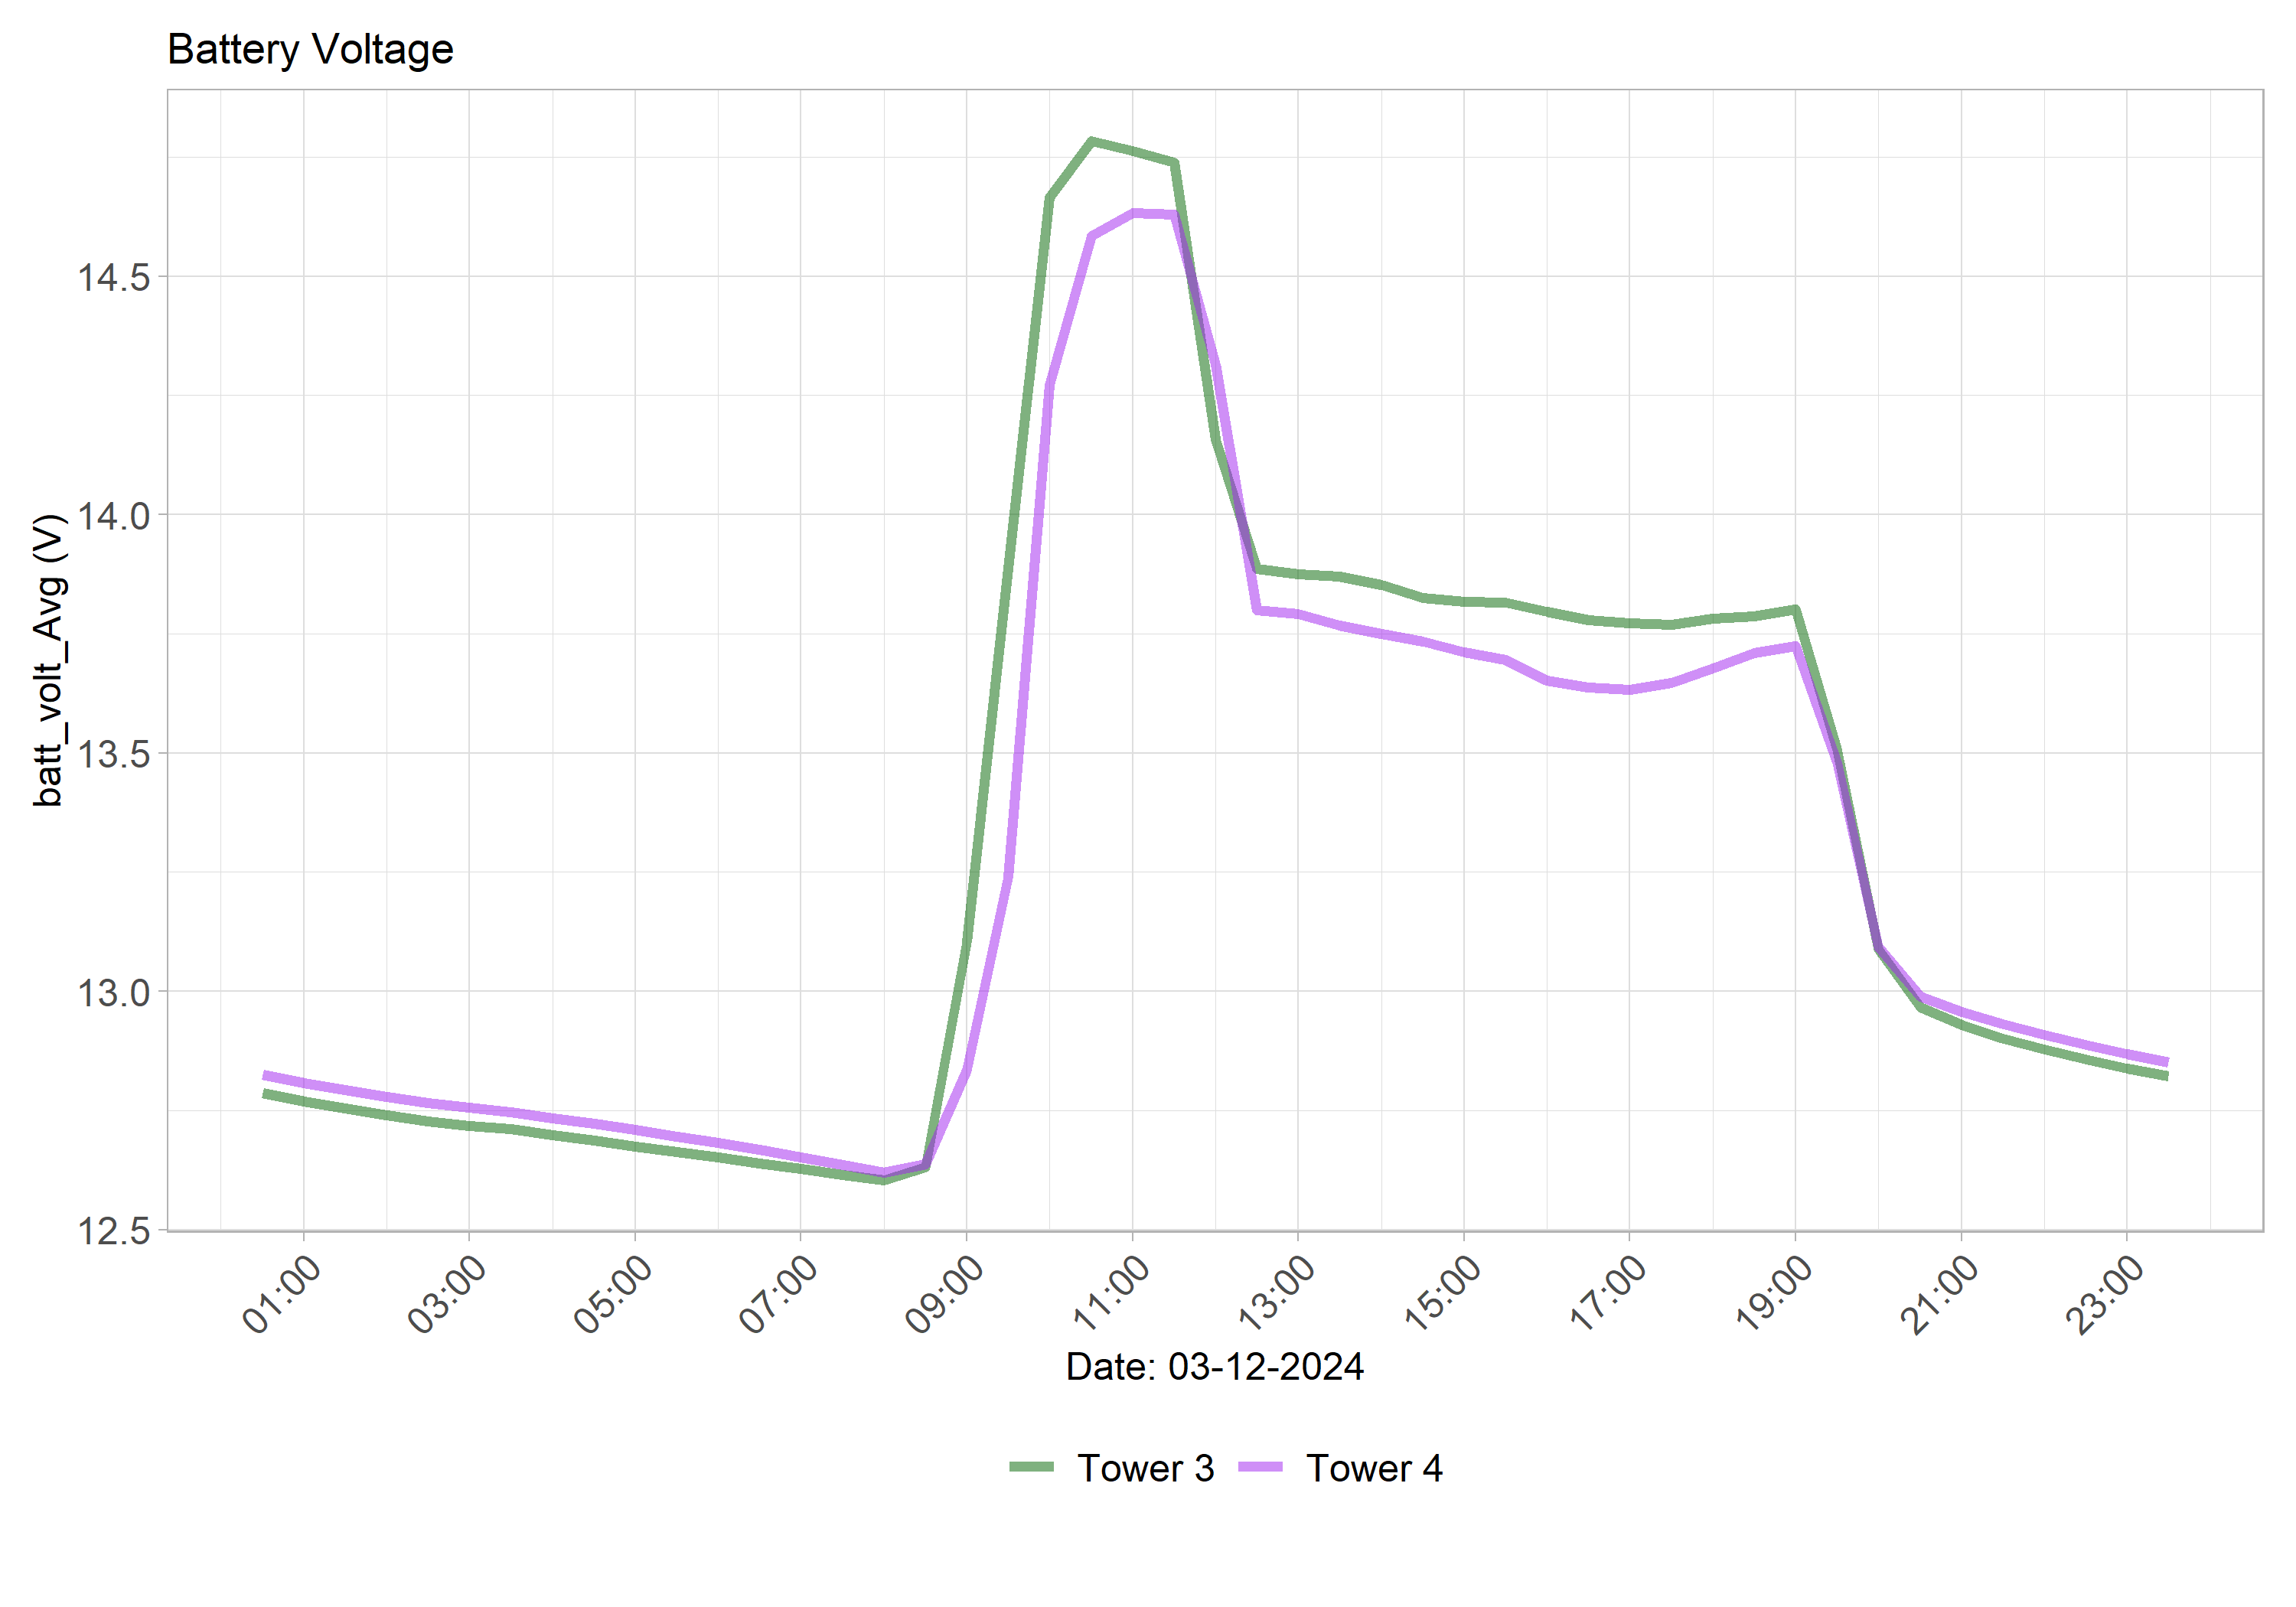 Battery Voltage
batt_volt_Avg (V)
14.5
14.0
13.5
13.0
12.5
01:00 03:00 05:00 07:00 09:00 11:00 13:00 15:00 17:00 19:00 21:00 23:00
Date: 03-12-2024
Tower 3 Tower 4